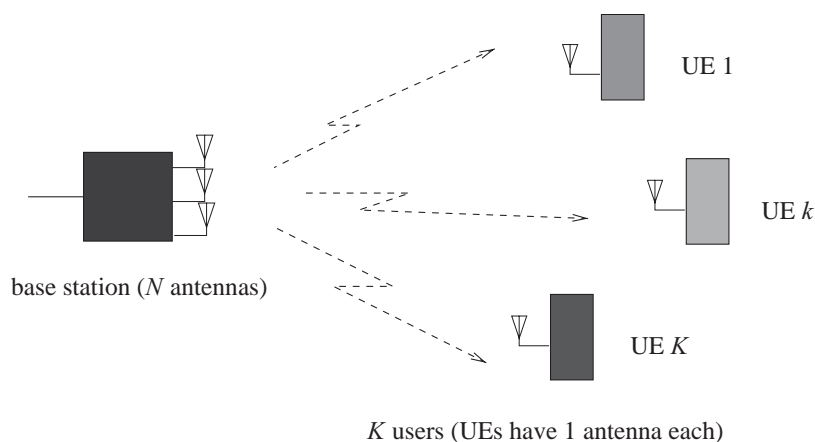 UE 1
UE k
base station (N antennas)
UE K
K users (UEs have 1 antenna each)